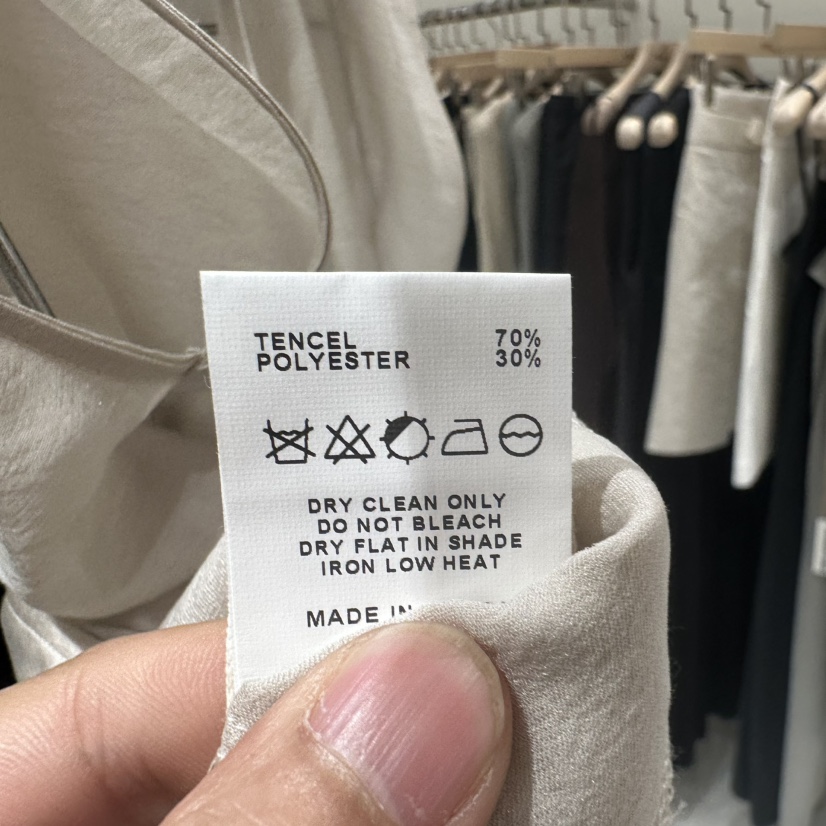 TENCEL 70%
POLYESTER 30%
DRY CLEAN ONLY
DO NOT BLEACH
DRY FLAT IN SHADE
IRON LOW HEAT
MADE IN